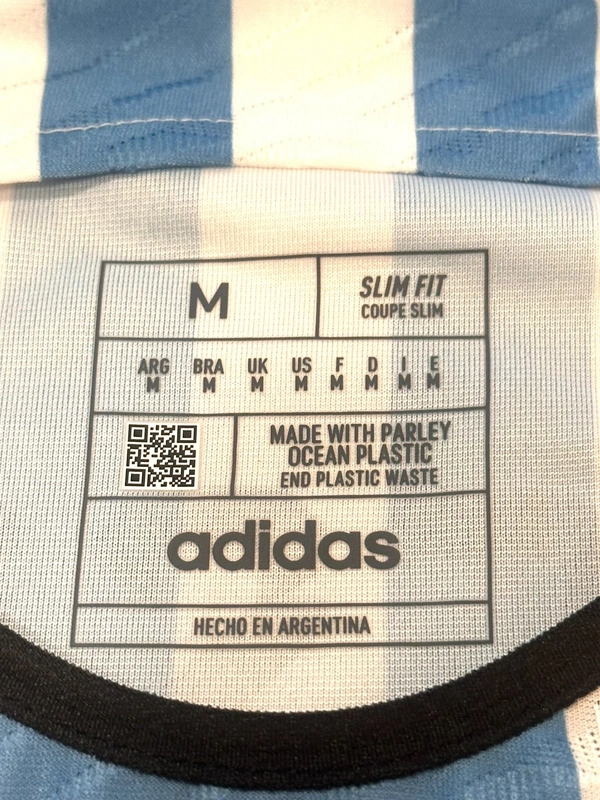 M
SLIM FIT
COUPE SLIM
ARG BRA UK US F D I E
M M M M M M M M
MADE WITH PARLEY
OCEAN PLASTIC
END PLASTIC WASTE
adidas
HECHO EN ARGENTINA